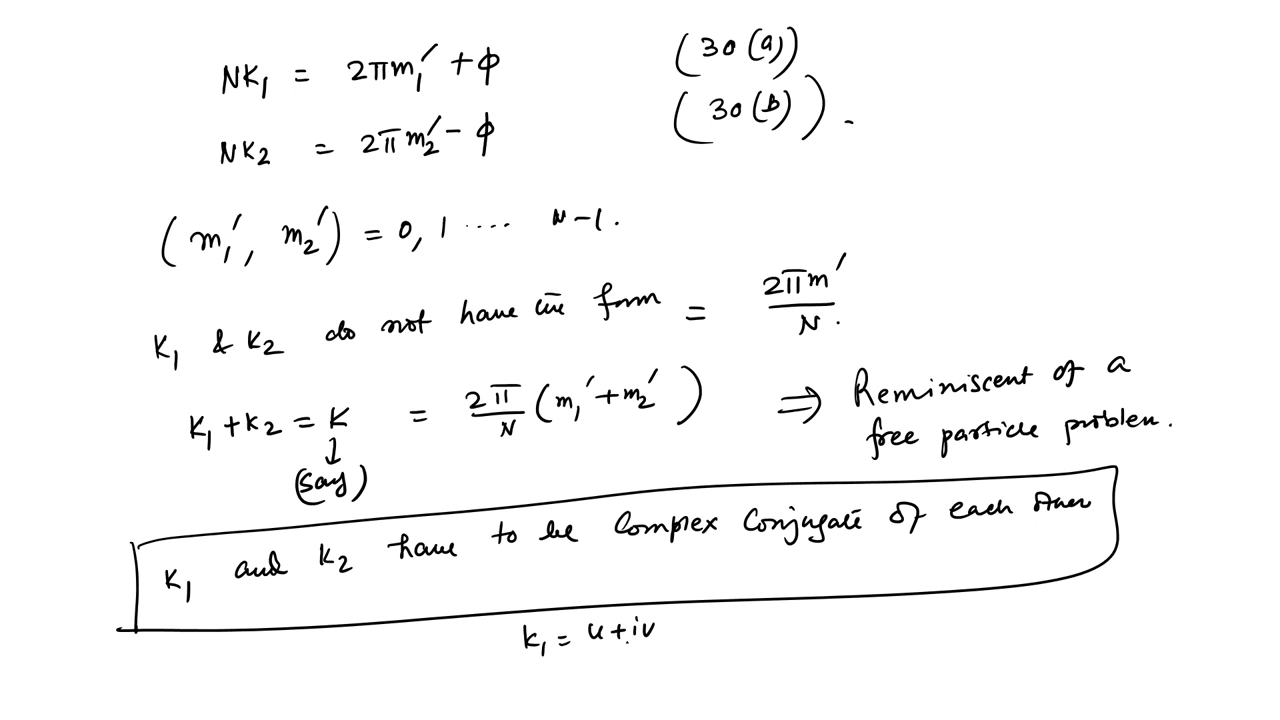 NK₁ = 2πm₁′ + ϕ (30(a))
NK₂ = 2πm₂′ - ϕ (30(b)).
(m₁′, m₂′) = 0, 1 .... N-1.
K₁ & K₂ do not have the form = 2πm′/N.
K₁ + K₂ = K = 2π/N (m₁′ + m₂′) ⇒ Reminiscent of a
free particle problem.
↓
(say)
K₁ and K₂ have to be Complex Conjugate of each other
K₁ = u + iv